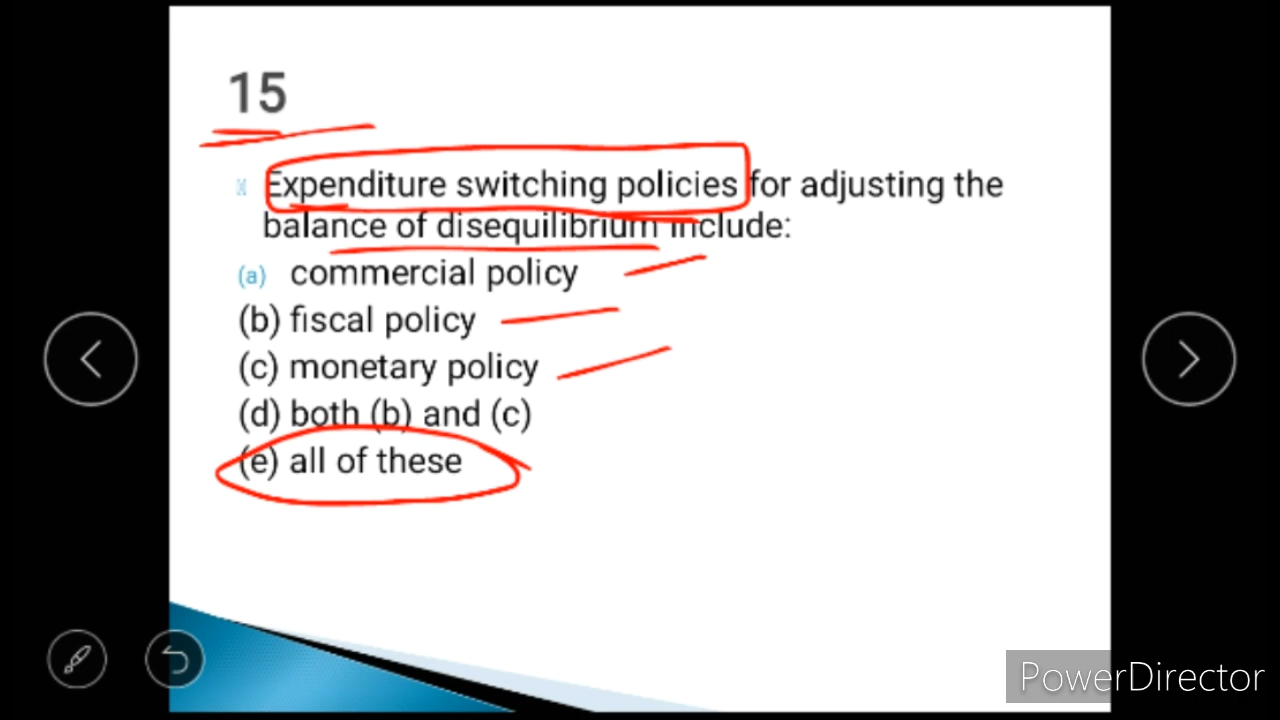 15
Expenditure switching policies for adjusting the
balance of disequilibrium include:
(a) commercial policy
(b) fiscal policy
(c) monetary policy
(d) both (b) and (c)
(e) all of these
PowerDirector